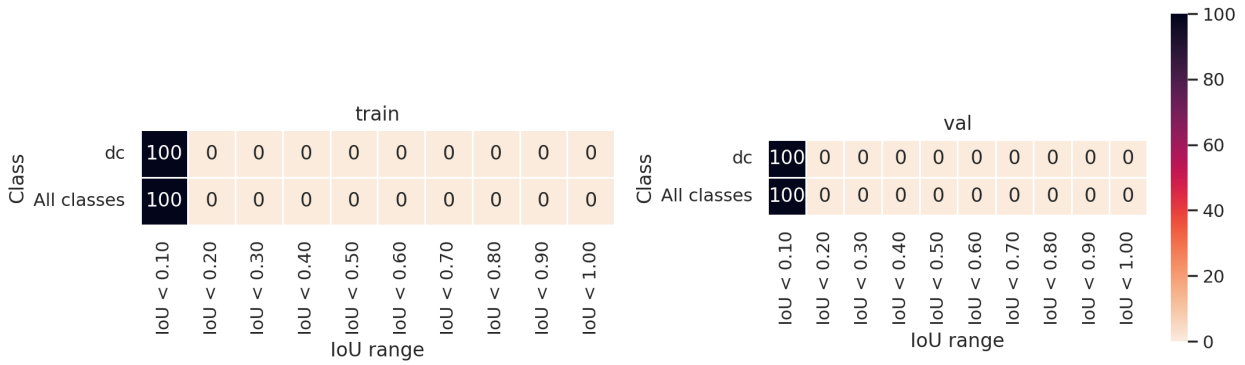 train
Class
dc
100 0 0 0 0 0 0 0 0 0
All classes
100 0 0 0 0 0 0 0 0 0
IoU < 0.10
IoU < 0.20
IoU < 0.30
IoU < 0.40
IoU < 0.50
IoU < 0.60
IoU < 0.70
IoU < 0.80
IoU < 0.90
IoU < 1.00
IoU range
val
Class
dc
100 0 0 0 0 0 0 0 0 0
All classes
100 0 0 0 0 0 0 0 0 0
IoU < 0.10
IoU < 0.20
IoU < 0.30
IoU < 0.40
IoU < 0.50
IoU < 0.60
IoU < 0.70
IoU < 0.80
IoU < 0.90
IoU < 1.00
IoU range
100
80
60
40
20
0